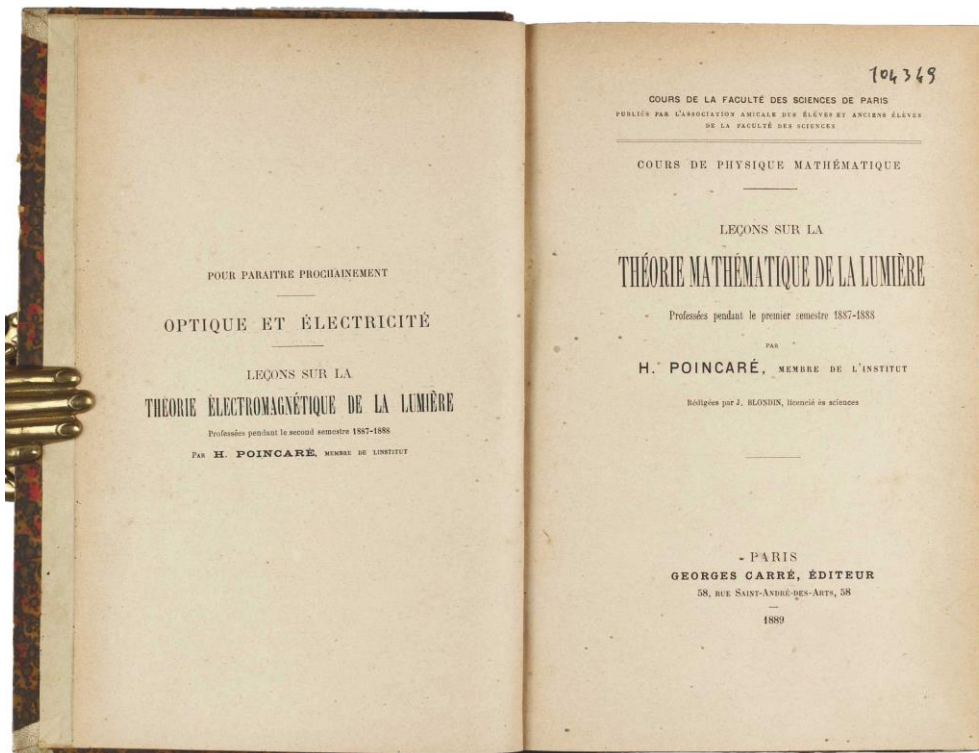 POUR PARAITRE PROCHAINEMENT
OPTIQUE ET ÉLECTRICITÉ
LEÇONS SUR LA
THÉORIE ÉLECTROMAGNÉTIQUE DE LA LUMIÈRE
Professées pendant le second semestre 1887-1888
PAR H. POINCARÉ, MEMBRE DE LINSTITUT
104349
COURS DE LA FACULTÉ DES SCIENCES DE PARIS
PUBLIÉS PAR L'ASSOCIATION AMICALE DES ÉLÈVES ET ANCIENS ÉLÈVES
DE LA FACULTÉ DES SCIENCES
COURS DE PHYSIQUE MATHÉMATIQUE
LEÇONS SUR LA
THÉORIE MATHÉMATIQUE DE LA LUMIÈRE
Professées pendant le premier semestre 1887-1888
PAR
H. POINCARÉ, MEMBRE DE L'INSTITUT
Rédigées par J. BLONDIN, licencié ès sciences
PARIS
GEORGES CARRÉ, ÉDITEUR
58, RUE SAINT-ANDRÉ-DES-ARTS, 58
1889